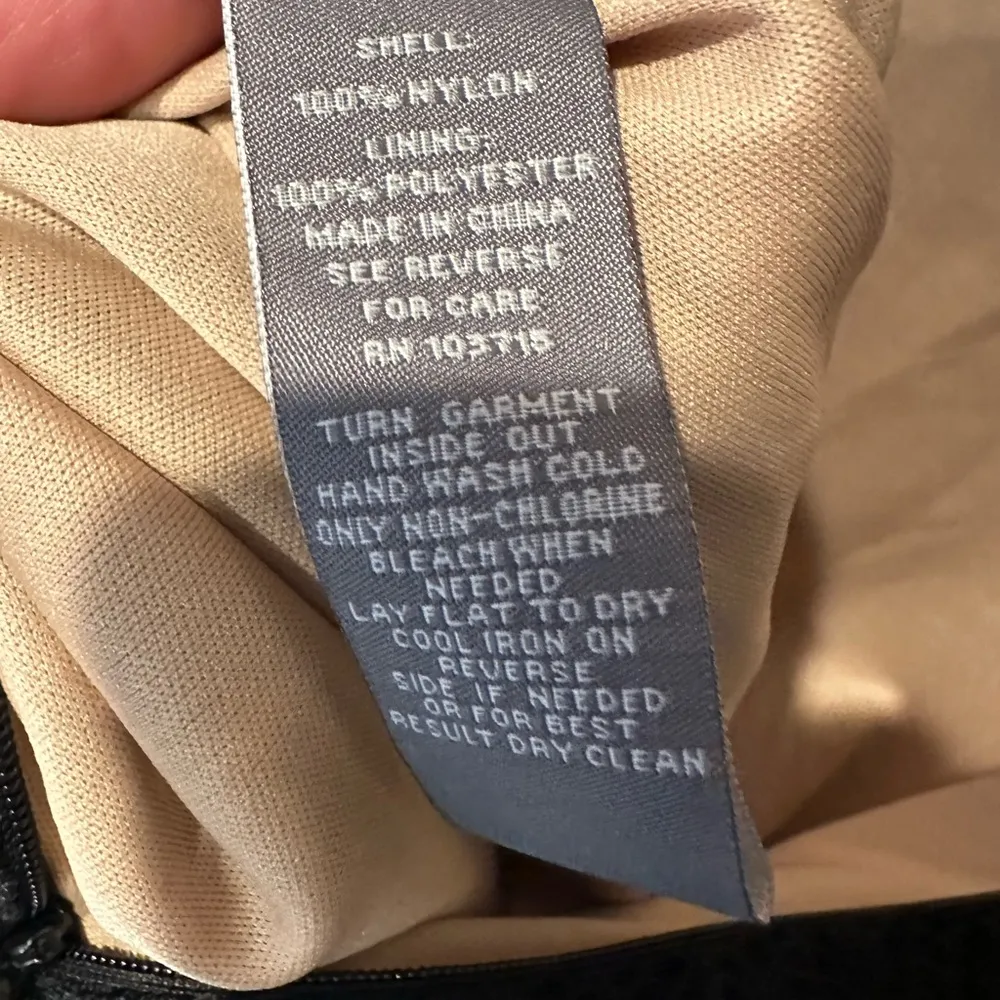 SHELL:
100% NYLON
LINING:
100% POLYESTER
MADE IN CHINA
SEE REVERSE
FOR CARE
RN 103715
TURN GARMENT
INSIDE OUT
HAND WASH COLD
ONLY NON-CHLORINE
BLEACH WHEN
NEEDED
LAY FLAT TO DRY
COOL IRON ON
REVERSE
SIDE IF NEEDED
OR FOR BEST
RESULT DRY CLEAN